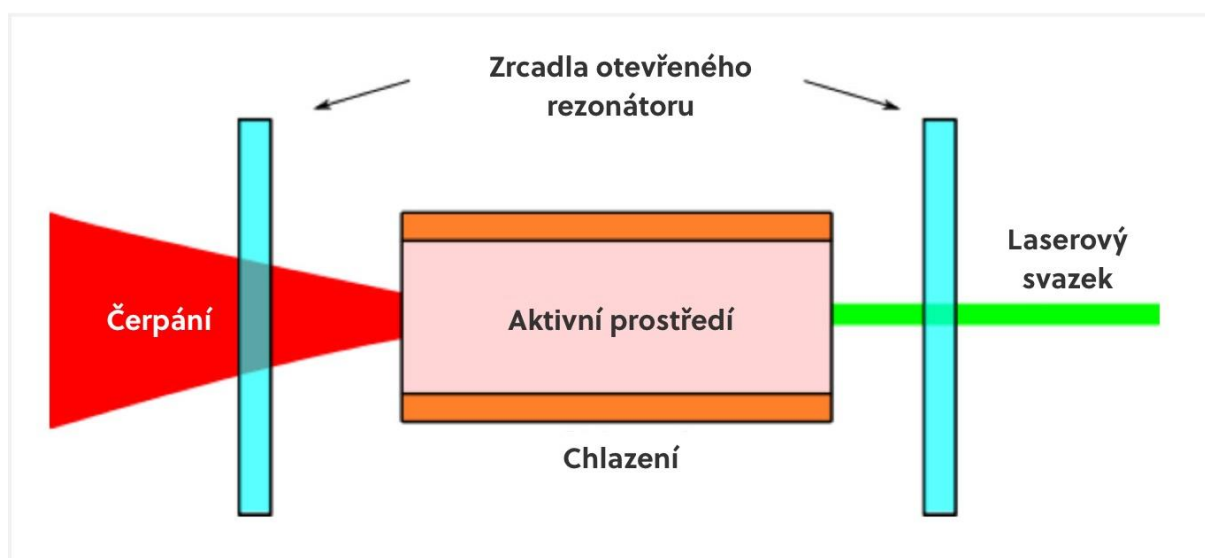 Zrcadla otevřeného
rezonátoru
Laserový
svazek
Čerpání
Aktivní prostředí
Chlazení